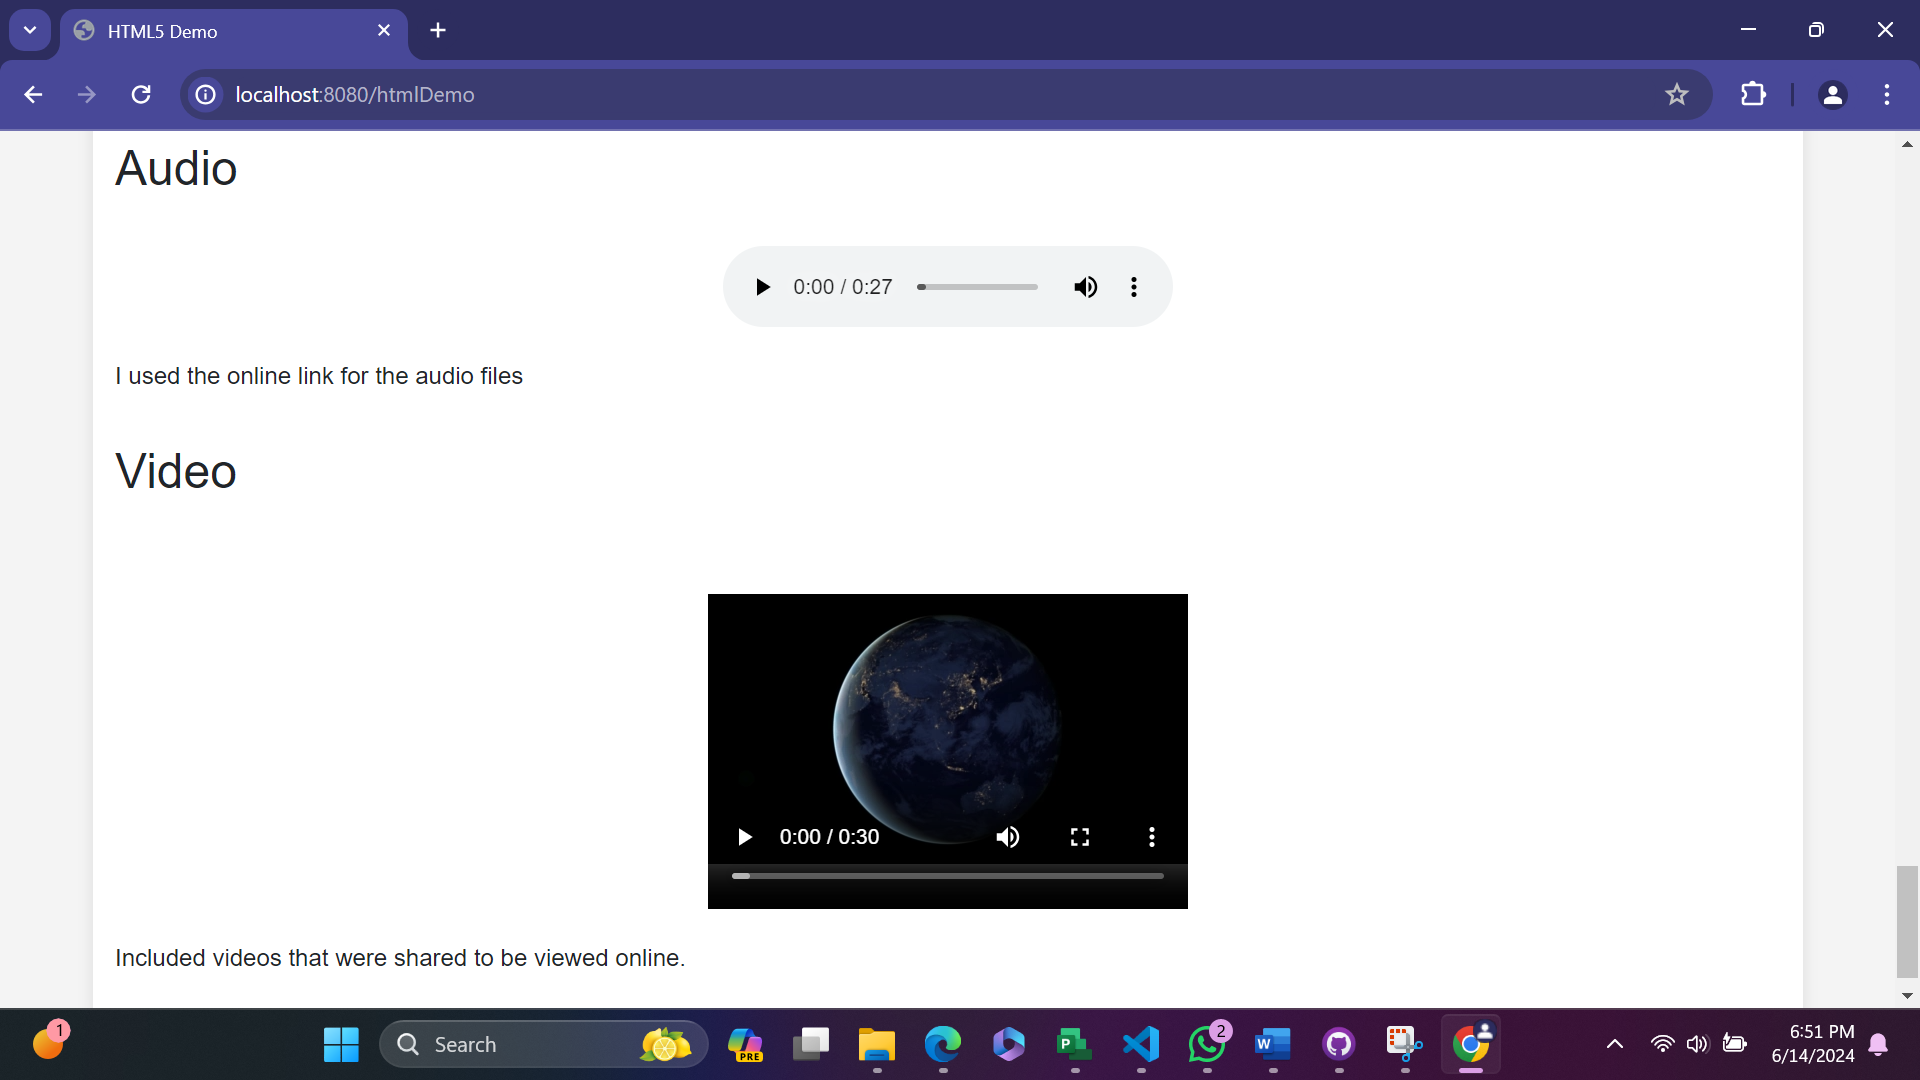 HTML5 Demo
localhost:8080/htmlDemo
Audio
0:00 / 0:27
I used the online link for the audio files
Video
0:00 / 0:30
Included videos that were shared to be viewed online.
1
Search
PRE
P
2
W
6:51 PM
6/14/2024